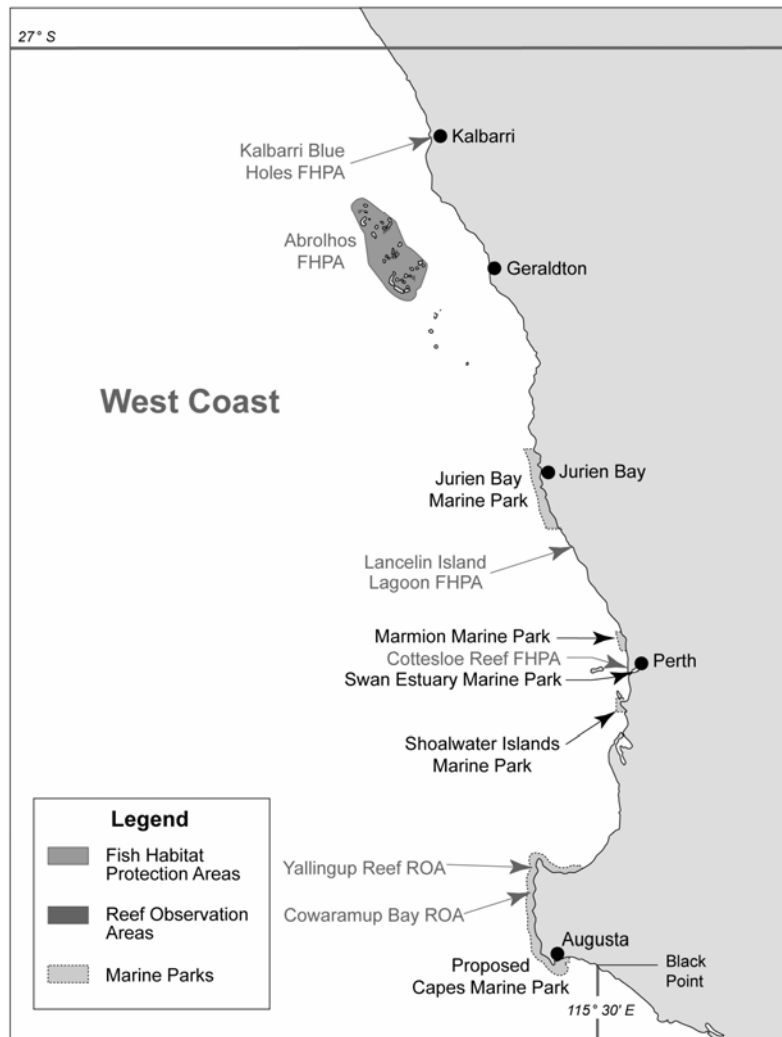 27° S
Kalbarri
Kalbarri Blue
Holes FHPA
Abrolhos
FHPA
Geraldton
West Coast
Jurien Bay
Jurien Bay
Marine Park
Lancelin Island
Lagoon FHPA
Marmion Marine Park
Cottesloe Reef FHPA
Perth
Swan Estuary Marine Park
Shoalwater Islands
Marine Park
Legend
Fish Habitat
Protection Areas
Reef Observation
Areas
Marine Parks
Yallingup Reef ROA
Cowaramup Bay ROA
Augusta
Proposed
Capes Marine Park
Black
Point
115° 30' E